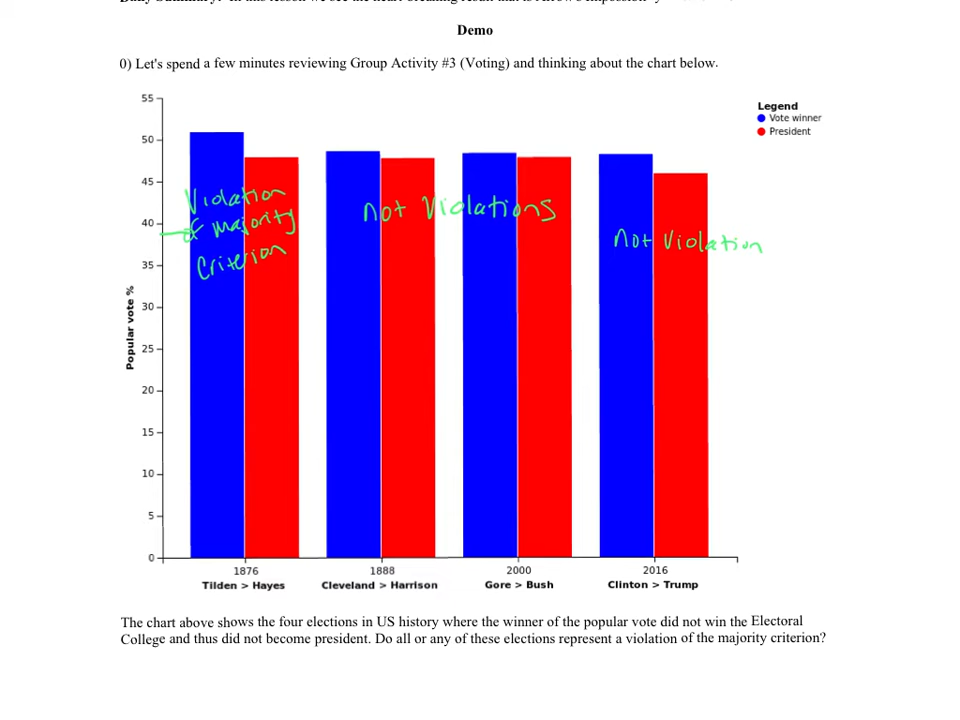 Demo
0) Let's spend a few minutes reviewing Group Activity #3 (Voting) and thinking about the chart below.
55
50
45
40
35
30
25
20
15
10
5
0
Popular vote %
Legend
Vote winner
President
Violation
of majority
Criterion
Not Violations
Not Violation
1876
Tilden > Hayes
1888
Cleveland > Harrison
2000
Gore > Bush
2016
Clinton > Trump
The chart above shows the four elections in US history where the winner of the popular vote did not win the Electoral
College and thus did not become president. Do all or any of these elections represent a violation of the majority criterion?